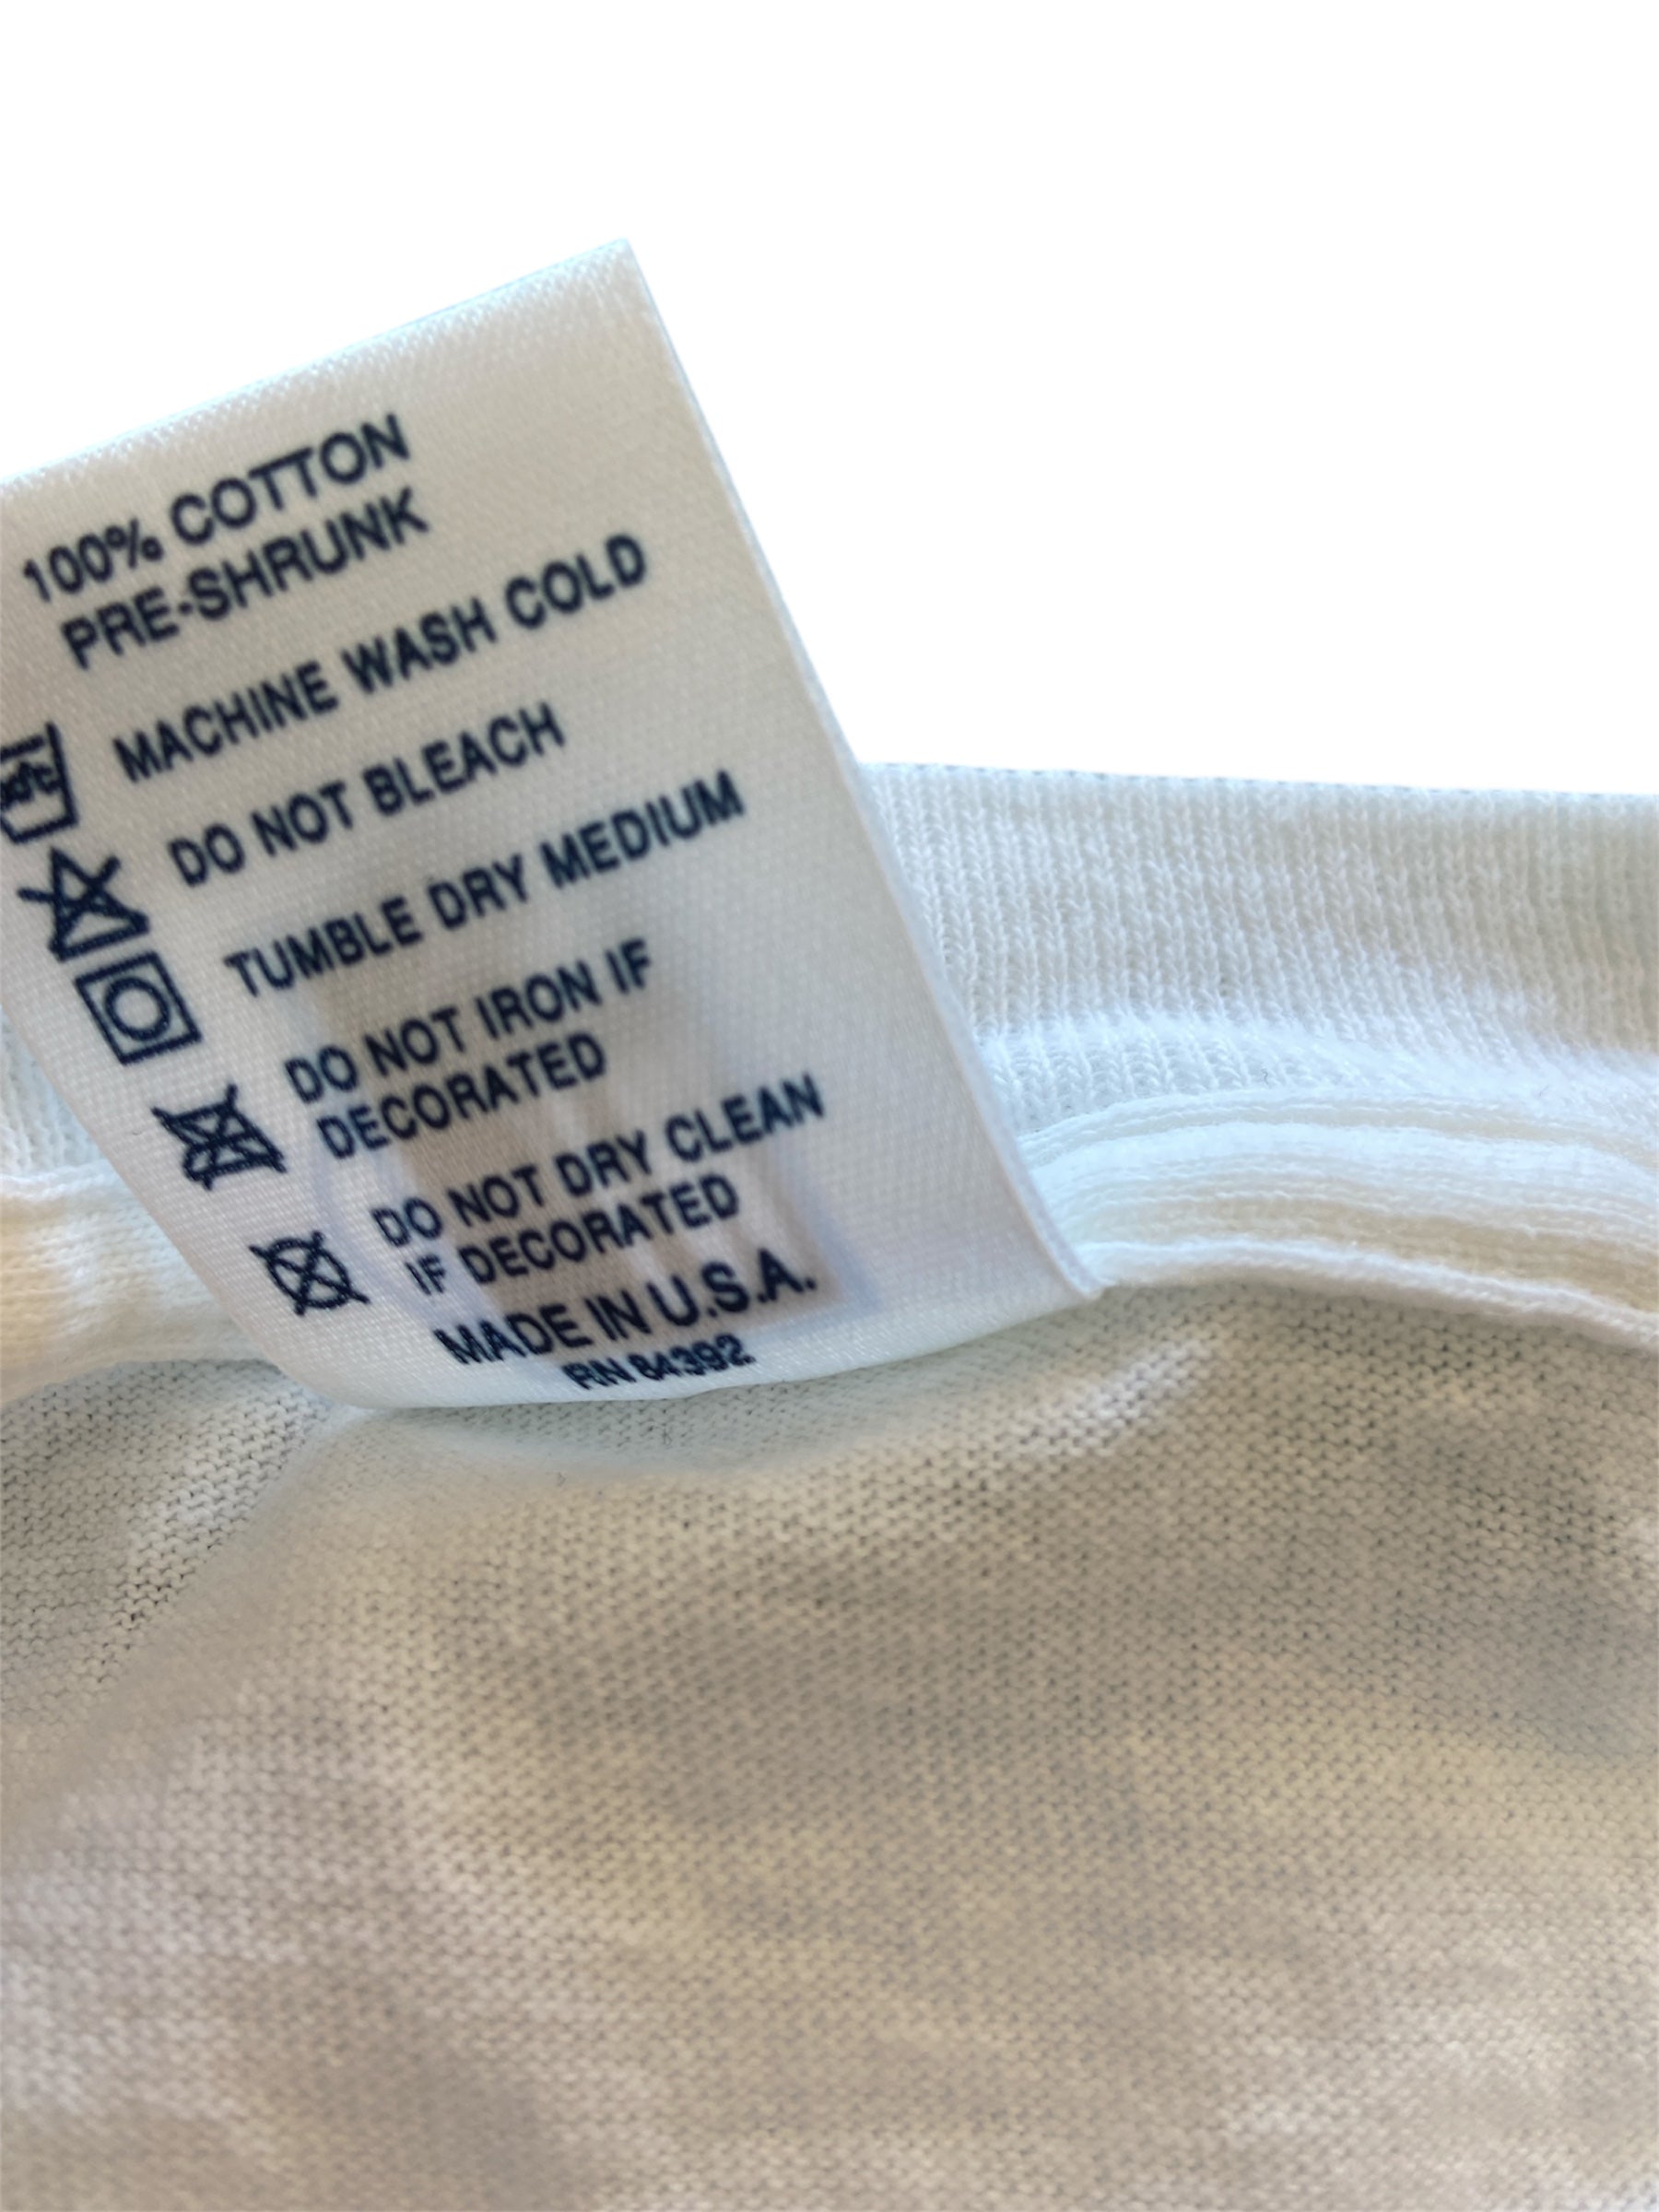 100% COTTON
PRE-SHRUNK
MACHINE WASH COLD
DO NOT BLEACH
TUMBLE DRY MEDIUM
DO NOT IRON IF
DECORATED
DO NOT DRY CLEAN
IF DECORATED
MADE IN U.S.A.
RN 84392